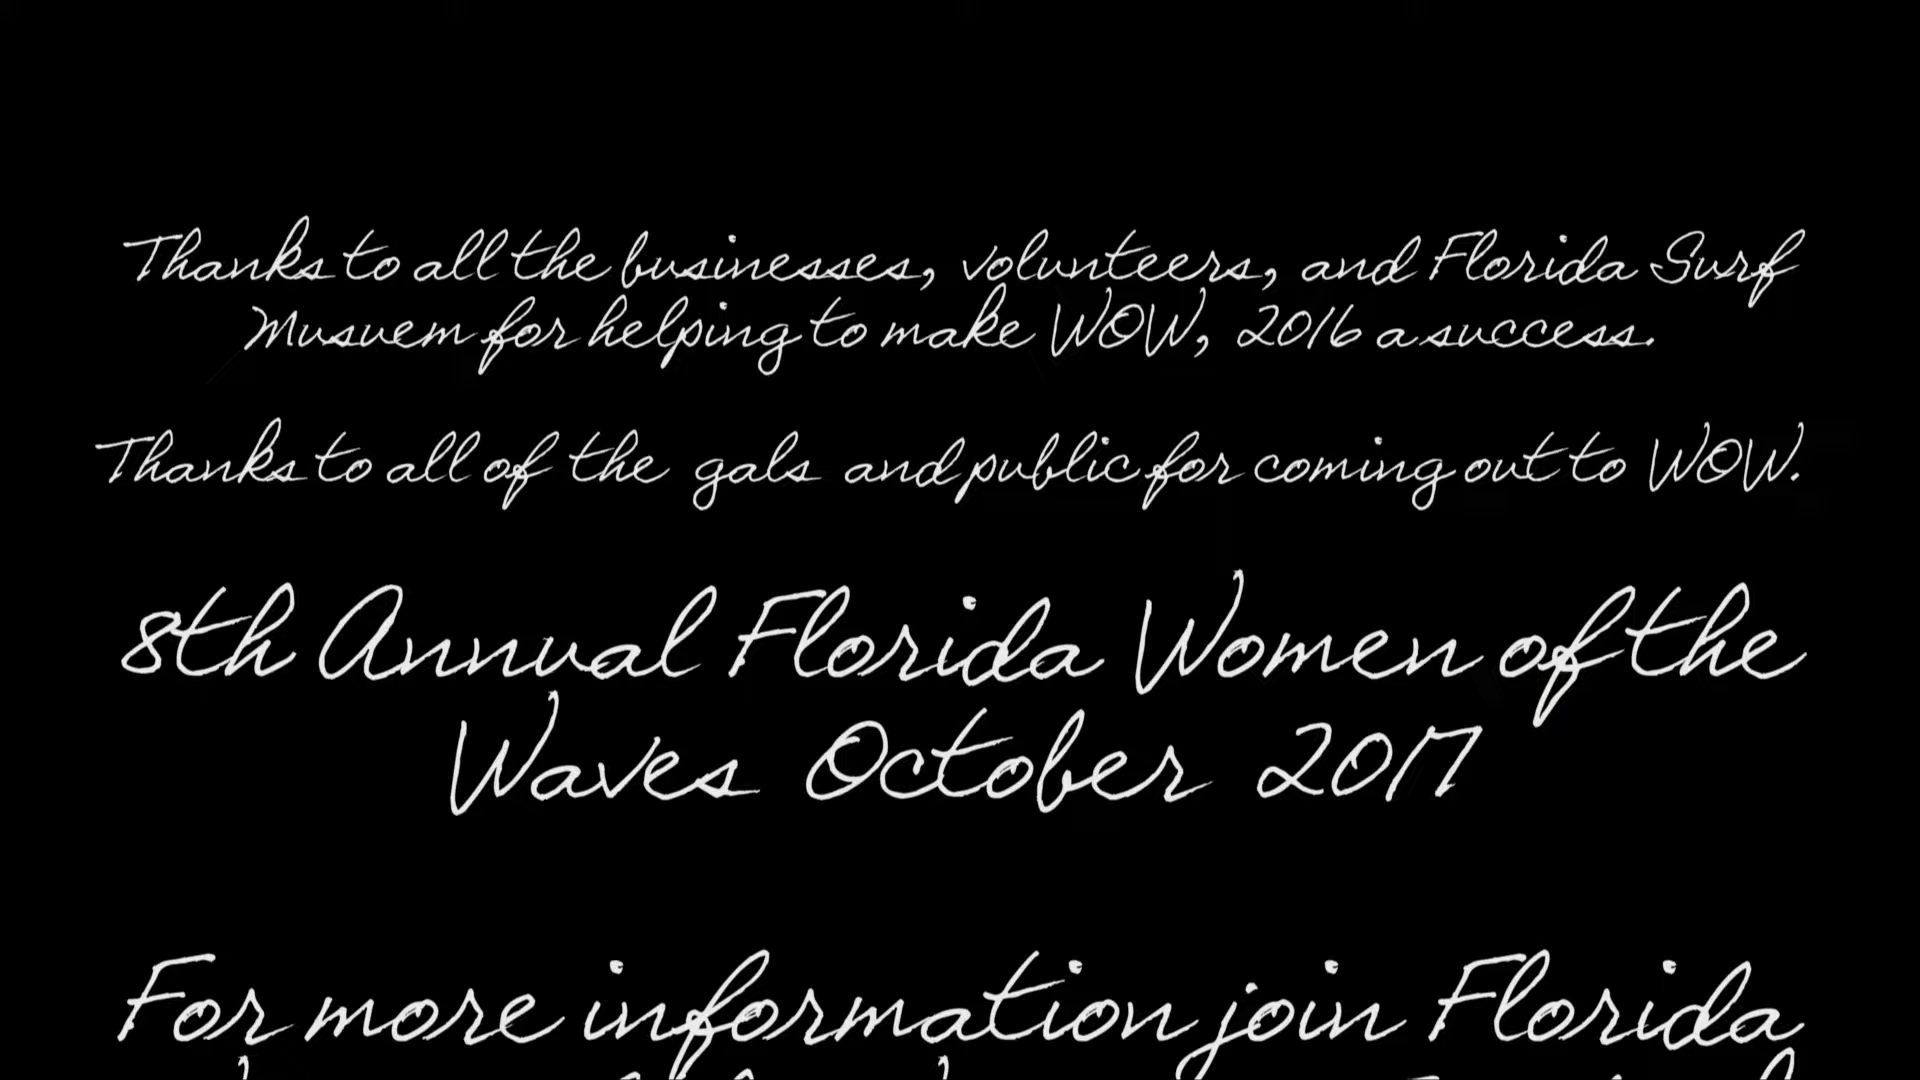 Thanks to all the businesses, volunteers, and Florida Surf
Musuem for helping to make WOW, 2016 a success.
Thanks to all of the gals and public for coming out to WOW.
8th Annual Florida Women of the
Waves October 2017
For more information join Florida